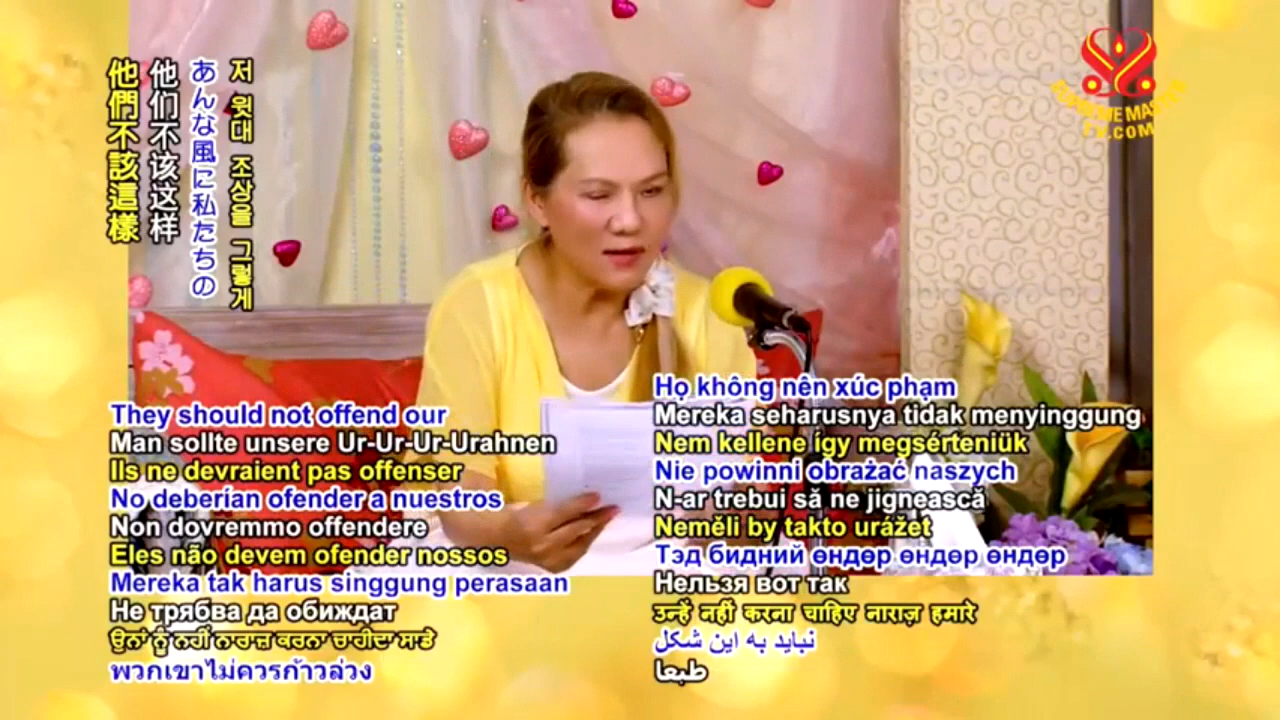 他們不該這樣
他们不该这样
あんな風に私たちの
저 윗대 조상을 그렇게
SUPREME MASTER
TV.COM
They should not offend our
Man sollte unsere Ur-Ur-Ur-Urahnen
Ils ne devraient pas offenser
No deberían ofender a nuestros
Non dovremmo offendere
Eles não devem ofender nossos
Mereka tak harus singgung perasaan
Не трябва да обиждат
ਉਨਾਂ ਨੂੰ ਨਹੀਂ ਨਾਰਾਜ਼ ਕਰਨਾ ਚਾਹੀਦਾ ਸਾਡੇ
พวกเขาไม่ควรก้าวล่วง
Họ không nên xúc phạm
Mereka seharusnya tidak menyinggung
Nem kellene így megsérteniük
Nie powinni obrażać naszych
N-ar trebui să ne jignească
Neměli by takto urážet
Тэд бидний өндөр өндөр өндөр
Нельзя вот так
उन्हें नहीं करना चाहिए नाराज़ हमारे
نباید به این شکل
طبعا